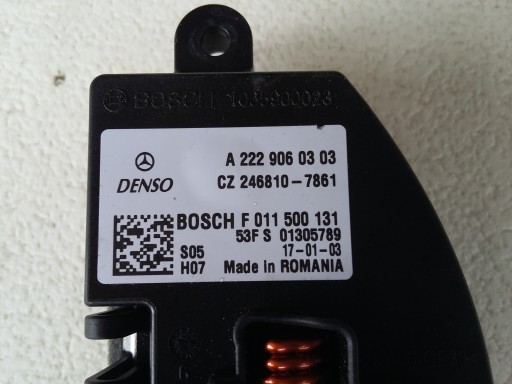 BOSCH 1035900023
A 222 906 03 03
DENSO CZ 246810-7861
BOSCH F 011 500 131
53F S 01305789
S05 17-01-03
H07 Made in ROMANIA